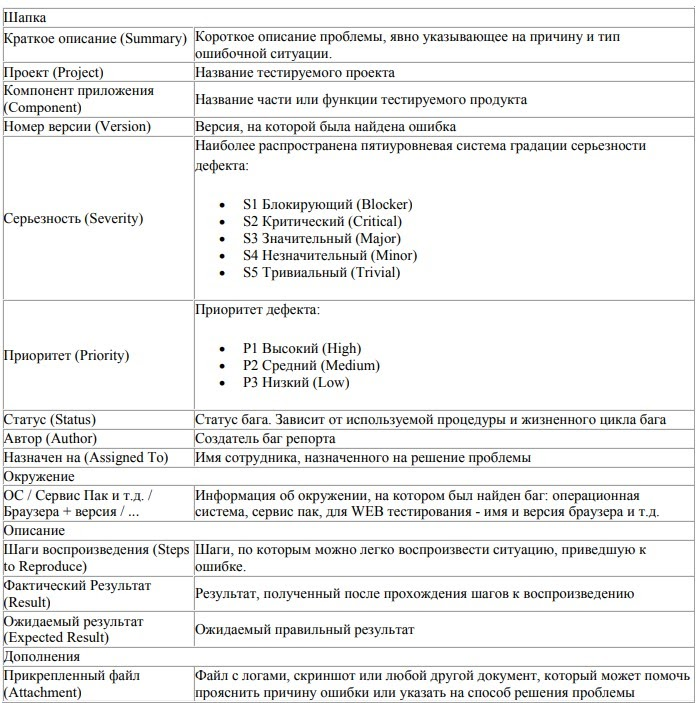 Шапка
Краткое описание (Summary)
Короткое описание проблемы, явно указывающее на причину и тип
ошибочной ситуации.
Проект (Project)
Название тестируемого проекта
Компонент приложения
(Component)
Название части или функции тестируемого продукта
Номер версии (Version)
Версия, на которой была найдена ошибка
Серьезность (Severity)
Наиболее распространена пятиуровневая система градации серьезности
дефекта:
• S1 Блокирующий (Blocker)
• S2 Критический (Critical)
• S3 Значительный (Major)
• S4 Незначительный (Minor)
• S5 Тривиальный (Trivial)
Приоритет (Priority)
Приоритет дефекта:
• P1 Высокий (High)
• P2 Средний (Medium)
• P3 Низкий (Low)
Статус (Status)
Статус бага. Зависит от используемой процедуры и жизненного цикла бага
Автор (Author)
Создатель баг репорта
Назначен на (Assigned To)
Имя сотрудника, назначенного на решение проблемы
Окружение
ОС / Сервис Пак и т.д. /
Браузера + версия / ...
Информация об окружении, на котором был найден баг: операционная
система, сервис пак, для WEB тестирования - имя и версия браузера и т.д.
Описание
Шаги воспроизведения (Steps
to Reproduce)
Шаги, по которым можно легко воспроизвести ситуацию, приведшую к
ошибке.
Фактический Результат
(Result)
Результат, полученный после прохождения шагов к воспроизведению
Ожидаемый результат
(Expected Result)
Ожидаемый правильный результат
Дополнения
Прикрепленный файл
(Attachment)
Файл с логами, скриншот или любой другой документ, который может помочь
прояснить причину ошибки или указать на способ решения проблемы